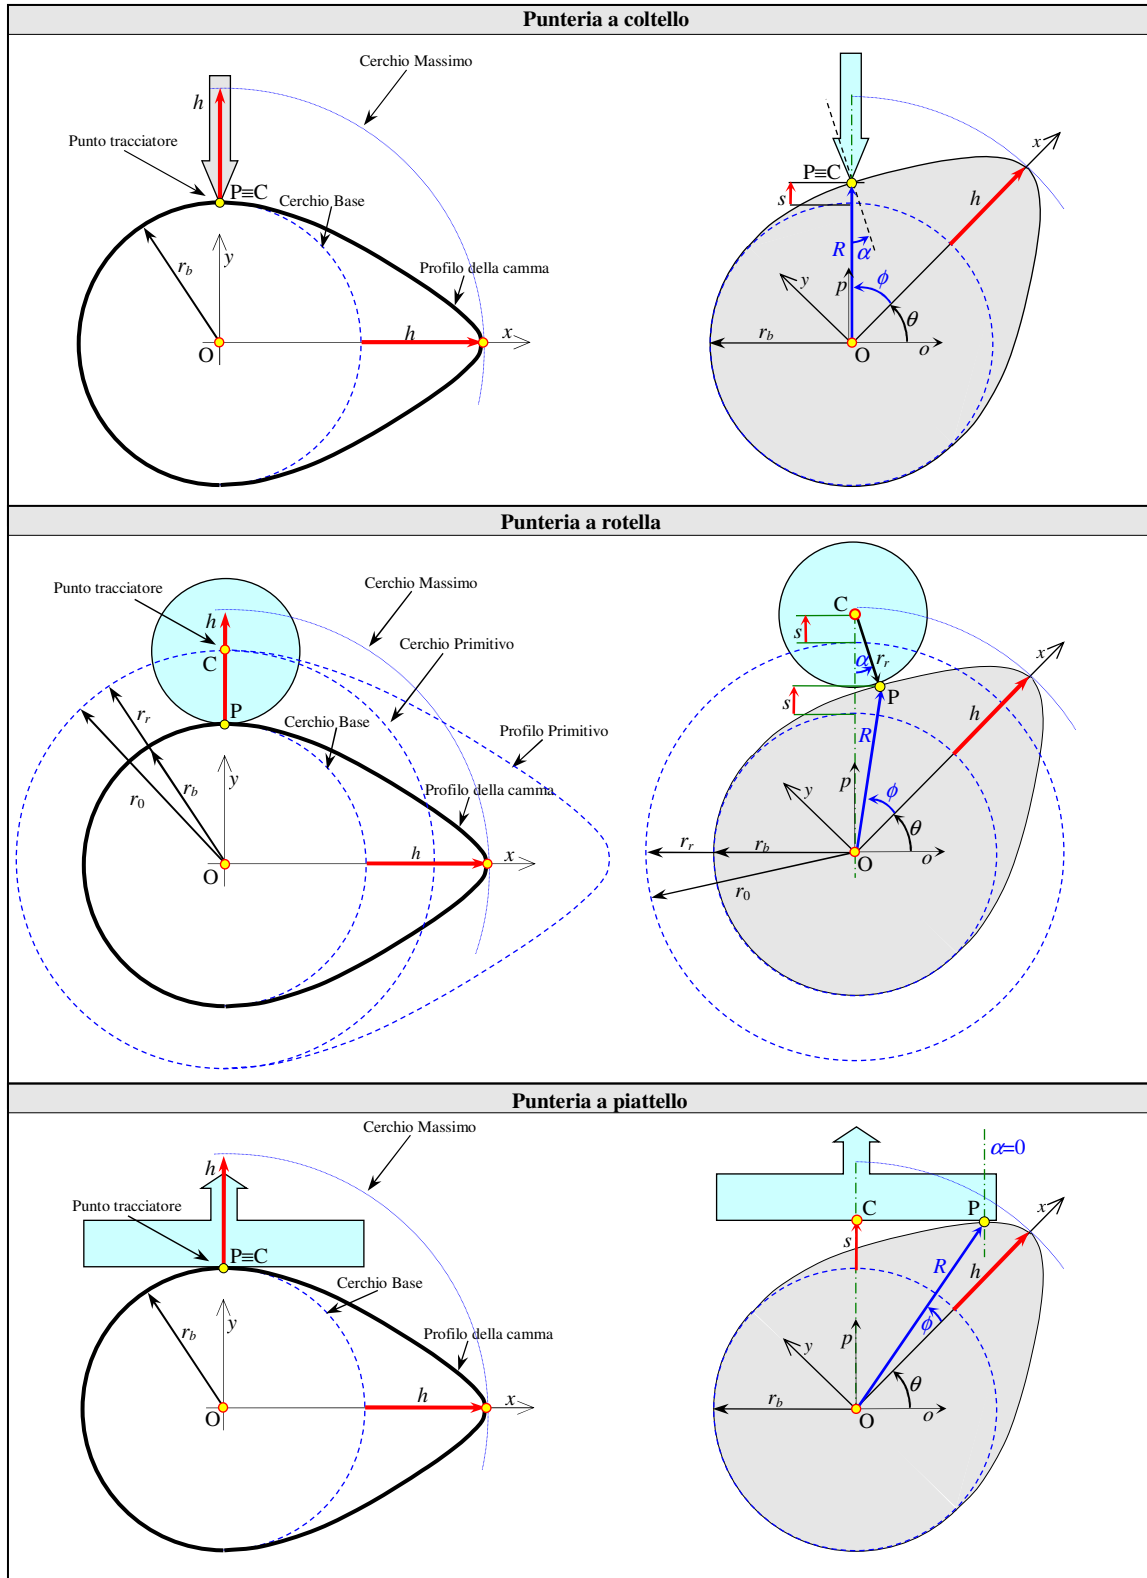 Punteria a coltello
Cerchio Massimo
h
Punto tracciatore
P≡C
Cerchio Base
r_b
y
Profilo della camma
h
x
O
x
P≡C
s
h
R
α
y
p
ϕ
θ
r_b
O
o
Punteria a rotella
Punto tracciatore
Cerchio Massimo
h
Cerchio Primitivo
C
P
r_r
Cerchio Base
Profilo Primitivo
r_b
r_0
y
Profilo della camma
h
x
O
C
s
α
r_r
x
P
s
h
R
y
p
ϕ
θ
r_r
r_b
O
o
r_0
Punteria a piattello
Cerchio Massimo
h
Punto tracciatore
P≡C
Cerchio Base
r_b
y
Profilo della camma
h
x
O
α=0
C
P
x
s
R
h
ϕ
p
y
θ
r_b
O
o